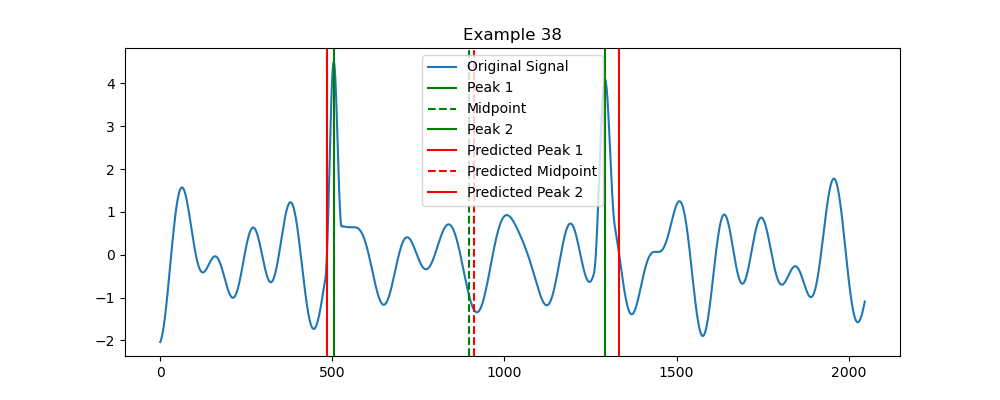 Example 38
Original Signal
Peak 1
Midpoint
Peak 2
Predicted Peak 1
Predicted Midpoint
Predicted Peak 2
4
3
2
1
0
−1
−2
0 500 1000 1500 2000